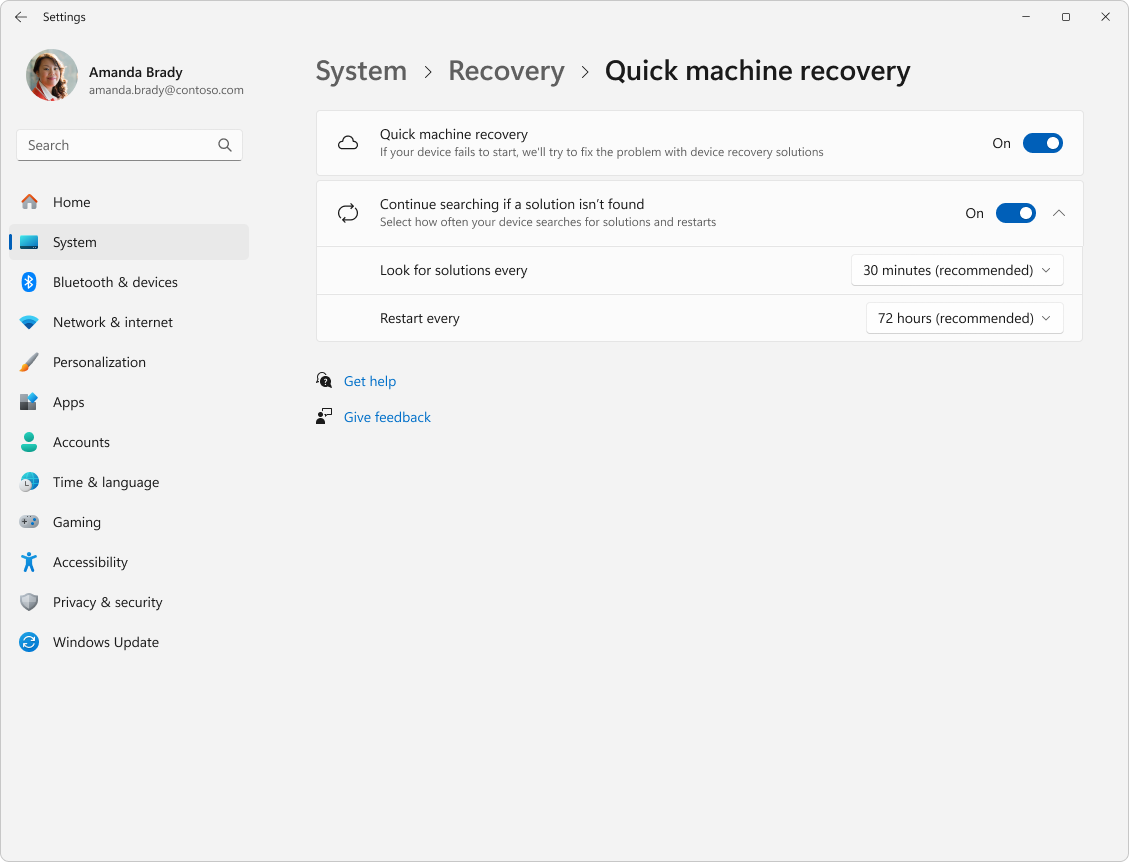 Settings
Amanda Brady
amanda.brady@contoso.com
Search
Home
System
Bluetooth & devices
Network & internet
Personalization
Apps
Accounts
Time & language
Gaming
Accessibility
Privacy & security
Windows Update
System > Recovery > Quick machine recovery
Quick machine recovery
If your device fails to start, we'll try to fix the problem with device recovery solutions
On
Continue searching if a solution isn't found
Select how often your device searches for solutions and restarts
On
Look for solutions every
30 minutes (recommended)
Restart every
72 hours (recommended)
Get help
Give feedback